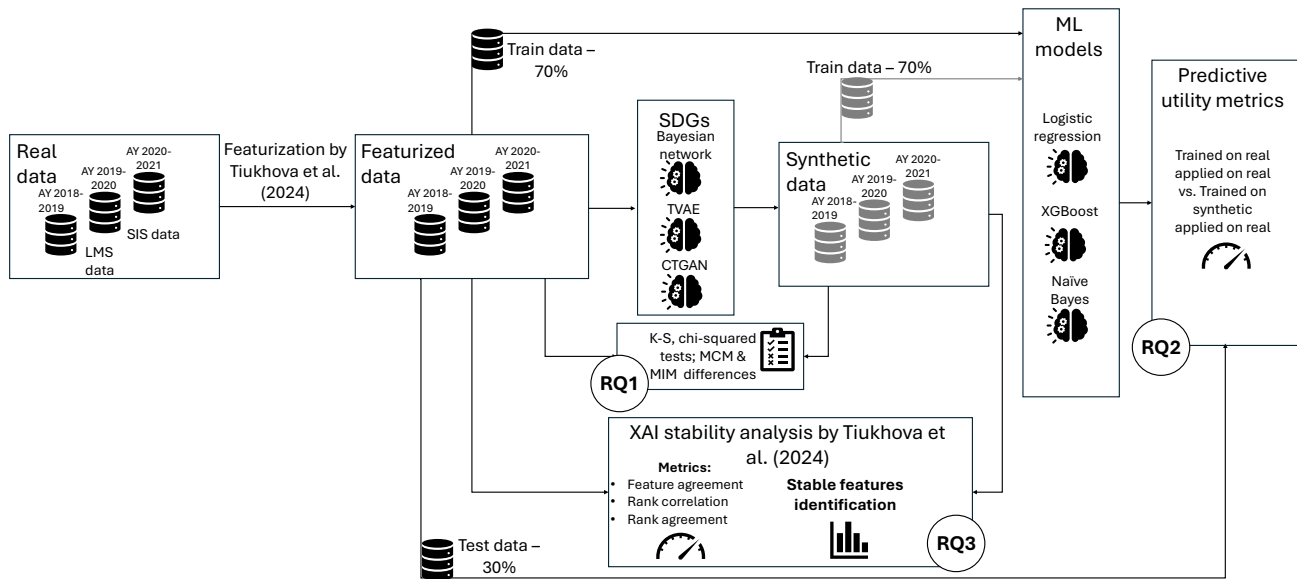 Train data –
70%
Train data – 70%
ML
models
Predictive
utility metrics
Real
data
AY 2020-
2021
AY 2019-
2020
AY 2018-
2019
SIS data
LMS
data
Featurization by
Tiukhova et al.
(2024)
Featurized
data
AY 2020-
2021
AY 2019-
2020
AY 2018-
2019
SDGs
Bayesian
network
TVAE
CTGAN
Synthetic
data
AY 2020-
2021
AY 2019-
2020
AY 2018-
2019
Logistic
regression
XGBoost
Naïve
Bayes
Trained on real
applied on real
vs. Trained on
synthetic
applied on real
RQ2
K-S, chi-squared
tests; MCM &
MIM differences
RQ1
XAI stability analysis by Tiukhova et
al. (2024)
Metrics:
• Feature agreement
• Rank correlation
• Rank agreement
Stable features
identification
RQ3
Test data –
30%